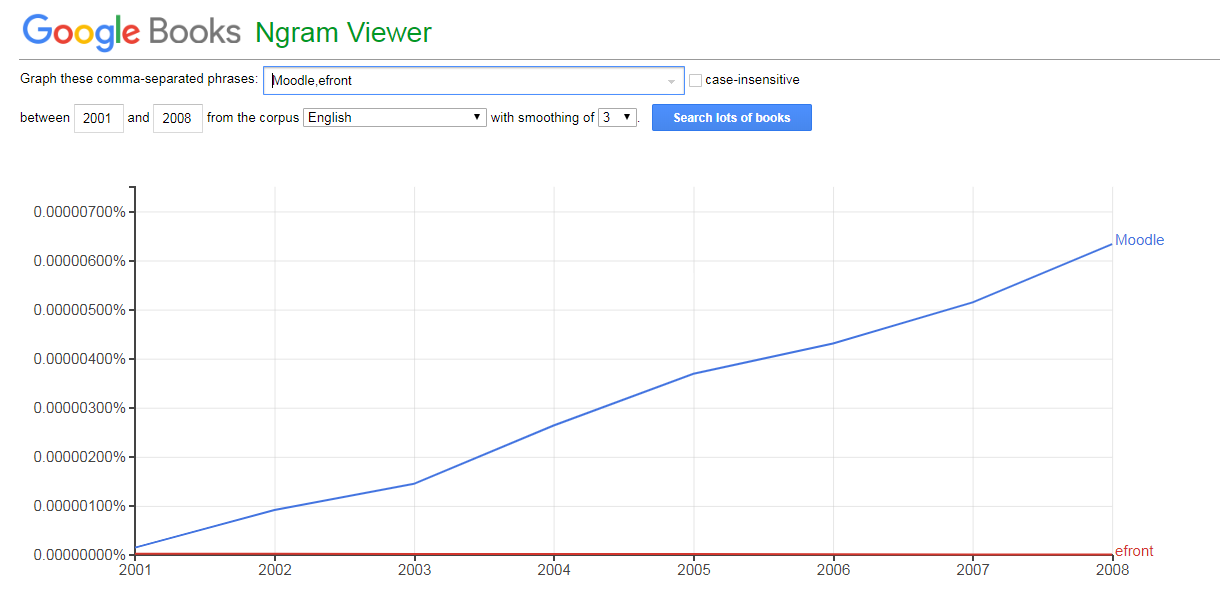 Google Books Ngram Viewer
Graph these comma-separated phrases: Moodle,efront case-insensitive
between 2001 and 2008 from the corpus English with smoothing of 3 . Search lots of books
0.00000700%
Moodle
0.00000600%
0.00000500%
0.00000400%
0.00000300%
0.00000200%
0.00000100%
0.00000000%
efront
2001 2002 2003 2004 2005 2006 2007 2008